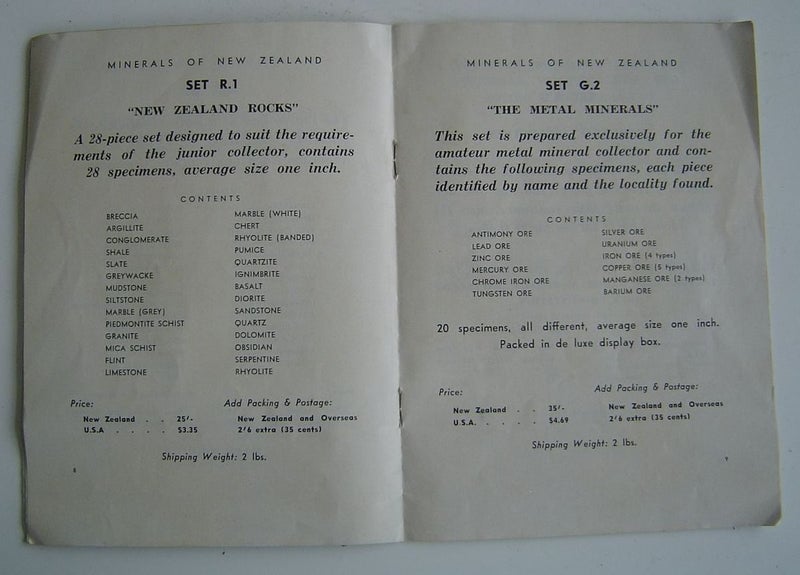 MINERALS OF NEW ZEALAND
SET R.1
"NEW ZEALAND ROCKS"
A 28-piece set designed to suit the require-
ments of the junior collector, contains
28 specimens, average size one inch.
CONTENTS
BRECCIA
ARGILLITE
CONGLOMERATE
SHALE
SLATE
GREYWACKE
MUDSTONE
SILTSTONE
MARBLE (GREY)
PIEDMONTITE SCHIST
GRANITE
MICA SCHIST
FLINT
LIMESTONE
MARBLE (WHITE)
CHERT
RHYOLITE (BANDED)
PUMICE
QUARTZITE
IGNIMBRITE
BASALT
DIORITE
SANDSTONE
QUARTZ
DOLOMITE
OBSIDIAN
SERPENTINE
RHYOLITE
Price:
New Zealand . . 25/-
U.S.A . . . . $3.35
Add Packing & Postage:
New Zealand and Overseas
2/6 extra (35 cents)
Shipping Weight: 2 lbs.
8
MINERALS OF NEW ZEALAND
SET G.2
"THE METAL MINERALS"
This set is prepared exclusively for the
amateur metal mineral collector and con-
tains the following specimens, each piece
identified by name and the locality found.
CONTENTS
ANTIMONY ORE
LEAD ORE
ZINC ORE
MERCURY ORE
CHROME IRON ORE
TUNGSTEN ORE
SILVER ORE
URANIUM ORE
IRON ORE (4 types)
COPPER ORE (5 types)
MANGANESE ORE (2 types)
BARIUM ORE
20 specimens, all different, average size one inch.
Packed in de luxe display box.
Price:
New Zealand . . 35/-
U.S.A. . . . . $4.69
Add Packing & Postage:
New Zealand and Overseas
2/6 extra (35 cents)
Shipping Weight: 2 lbs.
9